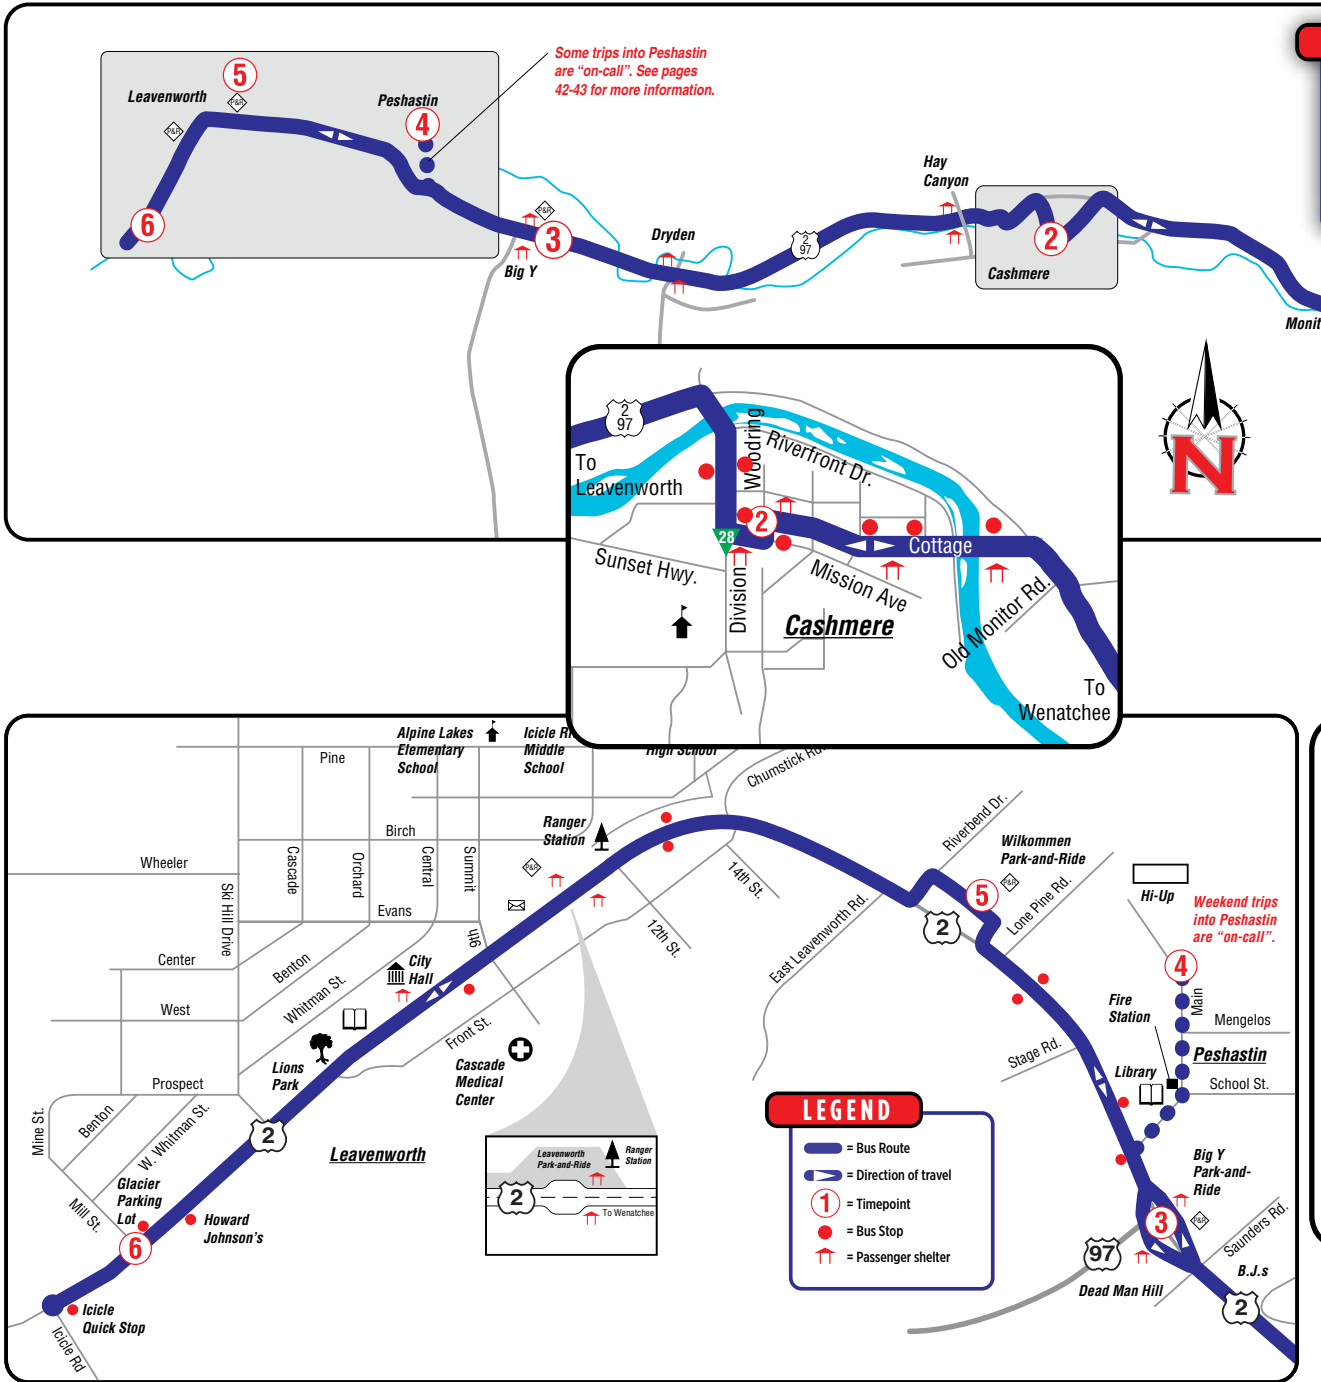 Some trips into Peshastin
are “on-call”. See pages
42-43 for more information.
5
Leavenworth
P&R
Peshastin
4
P&R
6
P&R
3
Big Y
Dryden
2
97
Hay
Canyon
2
Cashmere
N
2
97
To
Leavenworth
Woodring
Riverfront Dr.
2
28
Cottage
Sunset Hwy.
Division
Mission Ave
Cashmere
Old Monitor Rd.
To
Wenatchee
Alpine Lakes
Elementary
School
Middle
School
High School
Pine
Chumstick Rd.
Birch
Wheeler
Ski Hill Drive
Cascade
Orchard
Central
Summit
Ranger
Station
P&R
Evans
9th
Center
Benton
Whitman St.
City
Hall
West
Front St.
12th St.
14th St.
Lions
Park
Cascade
Medical
Center
Prospect
Mine St.
Benton
W. Whitman St.
2
Leavenworth
Glacier
Parking
Lot
Mill St.
Howard
Johnson's
6
Icicle
Quick Stop
Icicle Rd
Leavenworth
Park-and-Ride
Ranger
Station
2
To Wenatchee
Riverbend Dr.
Wilkommen
Park-and-Ride
P&R
5
2
Lone Pine Rd.
East Leavenworth Rd.
Hi-Up
Weekend trips
into Peshastin
are “on-call”.
4
Main
Fire
Station
Mengelos
Stage Rd.
Peshastin
Library
School St.
Big Y
Park-and-
Ride
3
P&R
Saunders Rd.
97
Dead Man Hill
B.J.s
2
LEGEND
= Bus Route
= Direction of travel
1 = Timepoint
= Bus Stop
= Passenger shelter